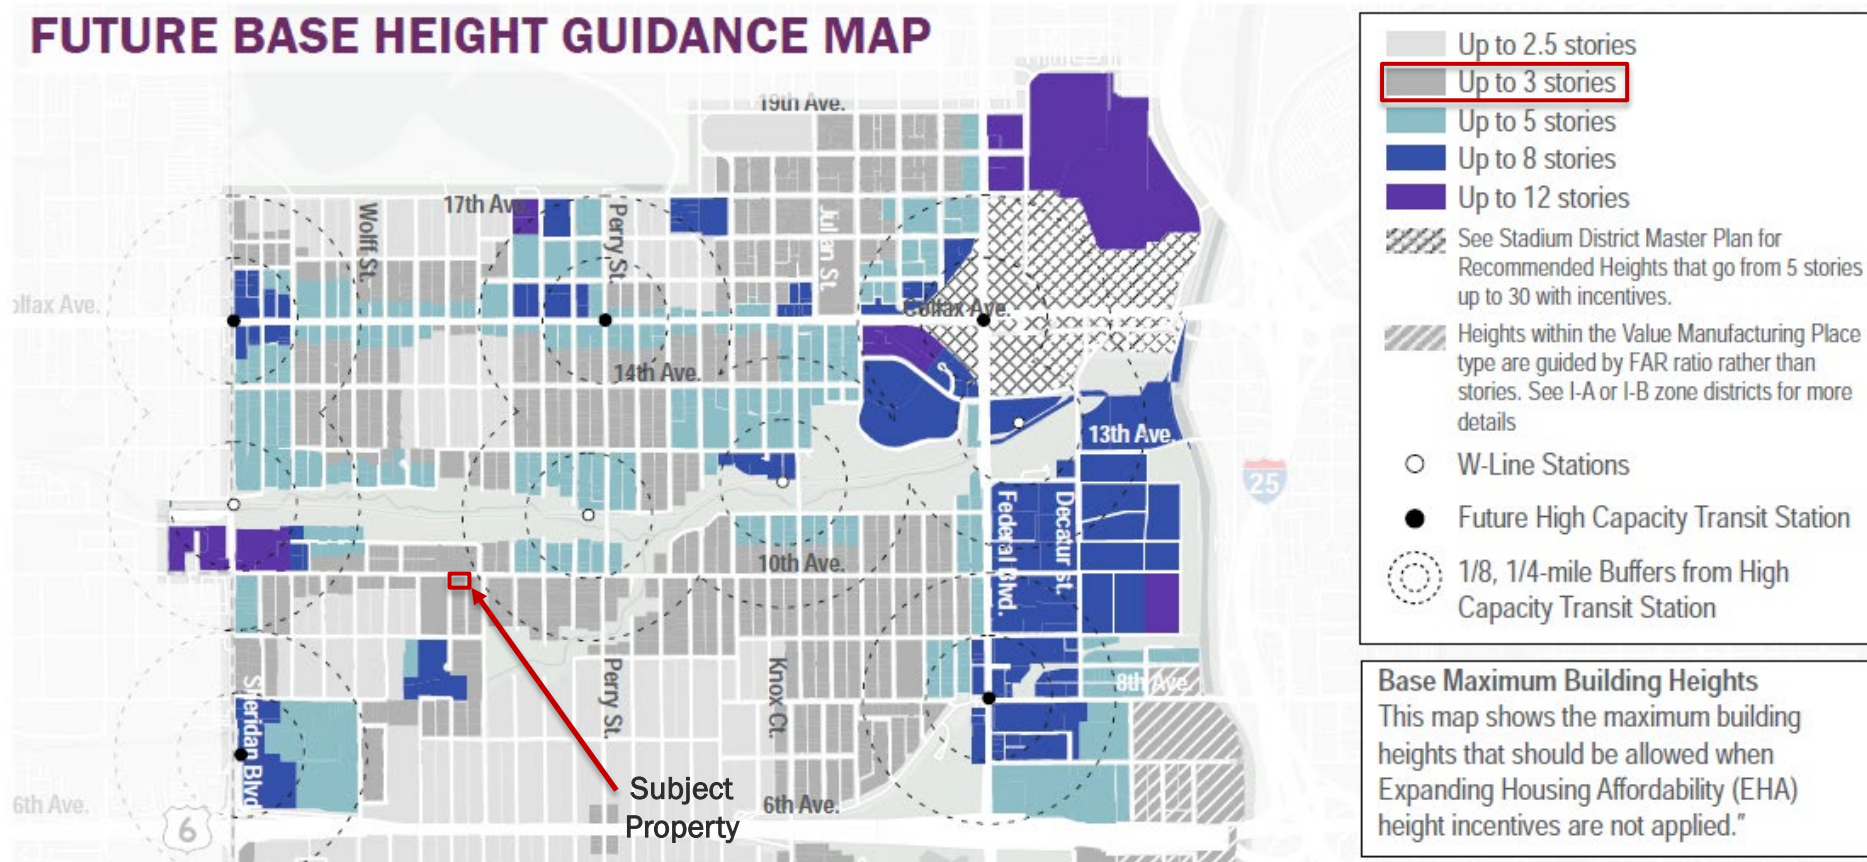 FUTURE BASE HEIGHT GUIDANCE MAP
19th Ave.
17th Ave.
Wolff St.
Perry St.
Julian St.
olfax Ave.
Colfax Ave.
14th Ave.
13th Ave.
25
Federal Blvd.
Decatur st.
10th Ave.
8th Ave.
Sheridan Blvd.
Perry St.
Knox Ct.
6th Ave.
6
6th Ave.
Subject
Property
Up to 2.5 stories
Up to 3 stories
Up to 5 stories
Up to 8 stories
Up to 12 stories
See Stadium District Master Plan for
Recommended Heights that go from 5 stories
up to 30 with incentives.
Heights within the Value Manufacturing Place
type are guided by FAR ratio rather than
stories. See I-A or I-B zone districts for more
details
W-Line Stations
Future High Capacity Transit Station
1/8, 1/4-mile Buffers from High
Capacity Transit Station
Base Maximum Building Heights
This map shows the maximum building
heights that should be allowed when
Expanding Housing Affordability (EHA)
height incentives are not applied.”